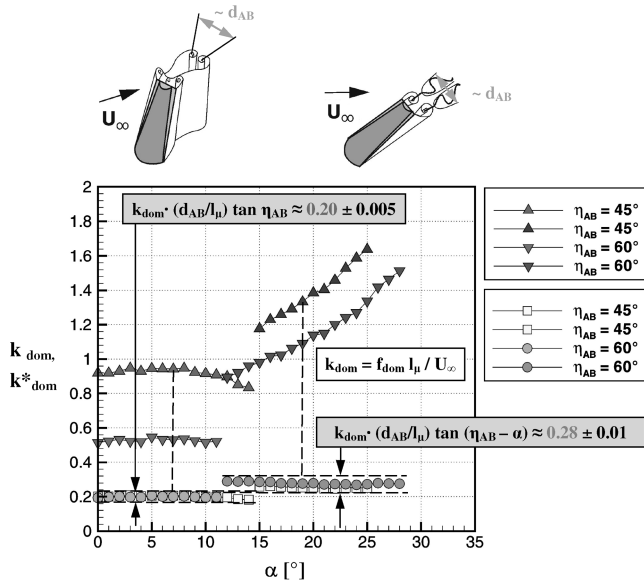 ~ d_AB
U_∞
~ d_AB
U_∞
2
k_dom· (d_AB/l_μ) tan η_AB ≈ 0.20 ± 0.005
1.8
1.6
1.4
1.2
k_dom,
k*_dom
1
0.8
0.6
0.4
0.2
0
η_AB = 45°
η_AB = 45°
η_AB = 60°
η_AB = 60°
η_AB = 45°
η_AB = 45°
η_AB = 60°
η_AB = 60°
k_dom = f_dom l_μ / U_∞
k_dom· (d_AB/l_μ) tan (η_AB – α) ≈ 0.28 ± 0.01
0 5 10 15 20 25 30 35
α [°]